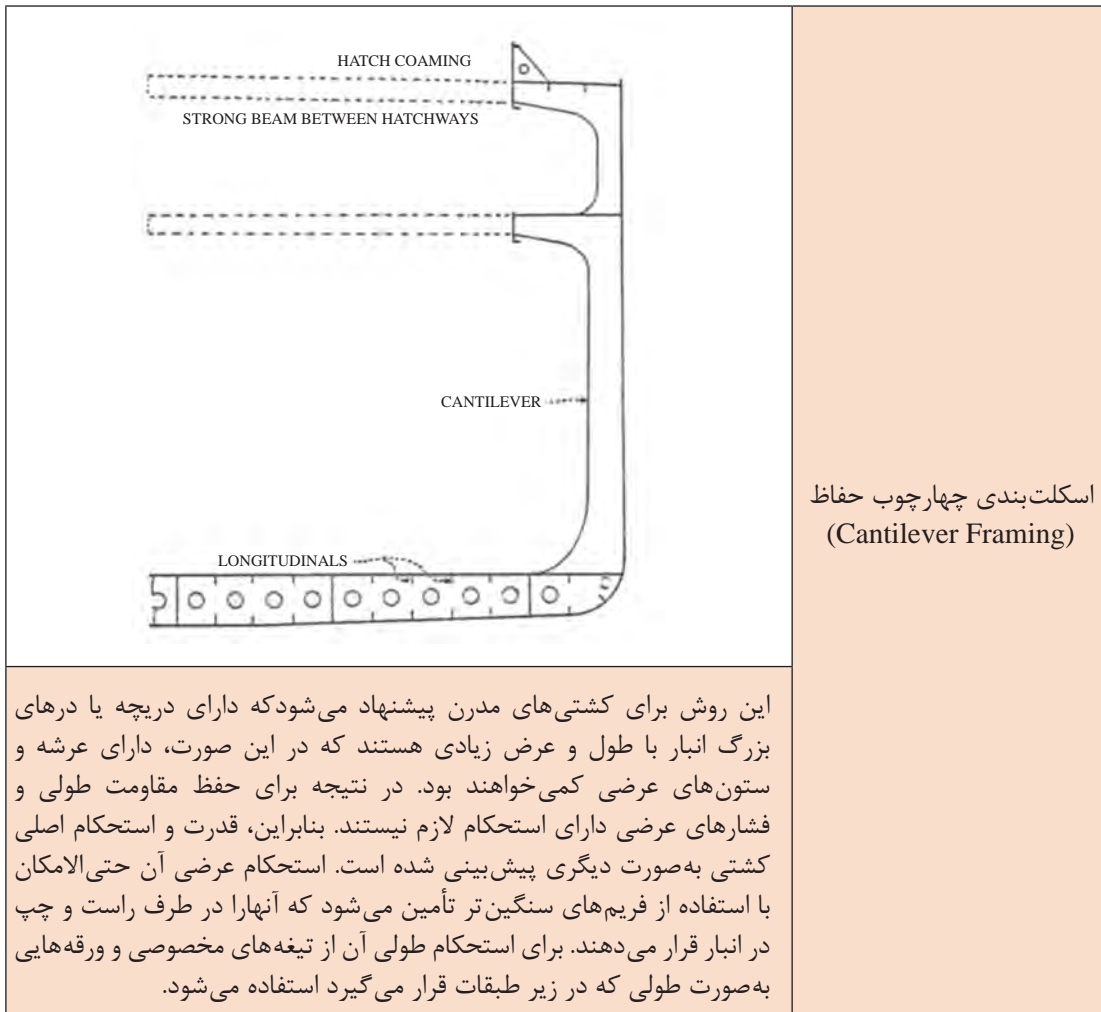 HATCH COAMING
STRONG BEAM BETWEEN HATCHWAYS
CANTILEVER
LONGITUDINALS
اسکلت‌بندی چهارچوب حفاظ
(Cantilever Framing)
این روش برای کشتی‌های مدرن پیشنهاد می‌شودکه دارای دریچه یا درهای
بزرگ انبار با طول و عرض زیادی هستند که در این صورت، دارای عرشه و
ستون‌های عرضی کمی‌خواهند بود. در نتیجه برای حفظ مقاومت طولی و
فشارهای عرضی دارای استحکام لازم نیستند. بنابراین، قدرت و استحکام اصلی
کشتی به‌صورت دیگری پیش‌بینی شده است. استحکام عرضی آن حتی‌الامکان
با استفاده از فریم‌های سنگین‌تر تأمین می‌شود که آنهارا در طرف راست و چپ
در انبار قرار می‌دهند. برای استحکام طولی آن از تیغه‌های مخصوصی و ورقه‌هایی
به‌صورت طولی که در زیر طبقات قرار می‌گیرد استفاده می‌شود.